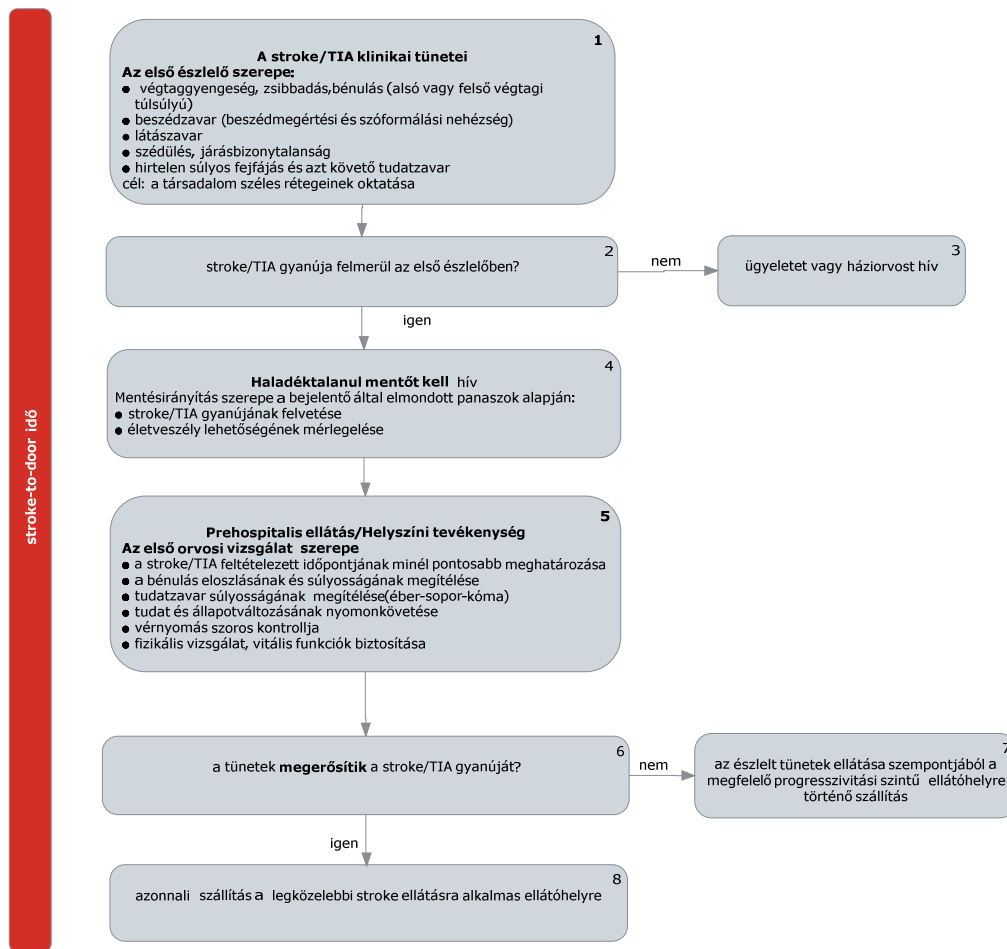 stroke-to-door idő
1
A stroke/TIA klinikai tünetei
Az első észlelő szerepe:
● végtaggyengeség, zsibbadás,bénulás (alsó vagy felső végtagi
túlsúlyú)
● beszédzavar (beszédmegértési és szóformálási nehézség)
● látászavar
● szédülés, járásbizonytalanság
● hirtelen súlyos fejfájás és azt követő tudatzavar
cél: a társadalom széles rétegeinek oktatása
2
stroke/TIA gyanúja felmerül az első észlelőben?
nem
3
ügyeletet vagy háziorvost hív
igen
4
Haladéktalanul mentőt kell hív
Mentésirányítás szerepe a bejelentő által elmondott panaszok alapján:
● stroke/TIA gyanújának felvetése
● életveszély lehetőségének mérlegelése
5
Prehospitalis ellátás/Helyszíni tevékenység
Az első orvosi vizsgálat szerepe
● a stroke/TIA feltételezett időpontjának minél pontosabb meghatározása
● a bénulás eloszlásának és súlyosságának megítélése
● tudatzavar súlyosságának megítélése(éber-sopor-kóma)
● tudat és állapotváltozásának nyomonkövetése
● vérnyomás szoros kontrollja
● fizikális vizsgálat, vitális funkciók biztosítása
6
a tünetek megerősítik a stroke/TIA gyanúját?
nem
7
az észlelt tünetek ellátása szempontjából a
megfelelő progresszivitási szintű ellátóhelyre
történő szállítás
igen
8
azonnali szállítás a legközelebbi stroke ellátásra alkalmas ellátóhelyre